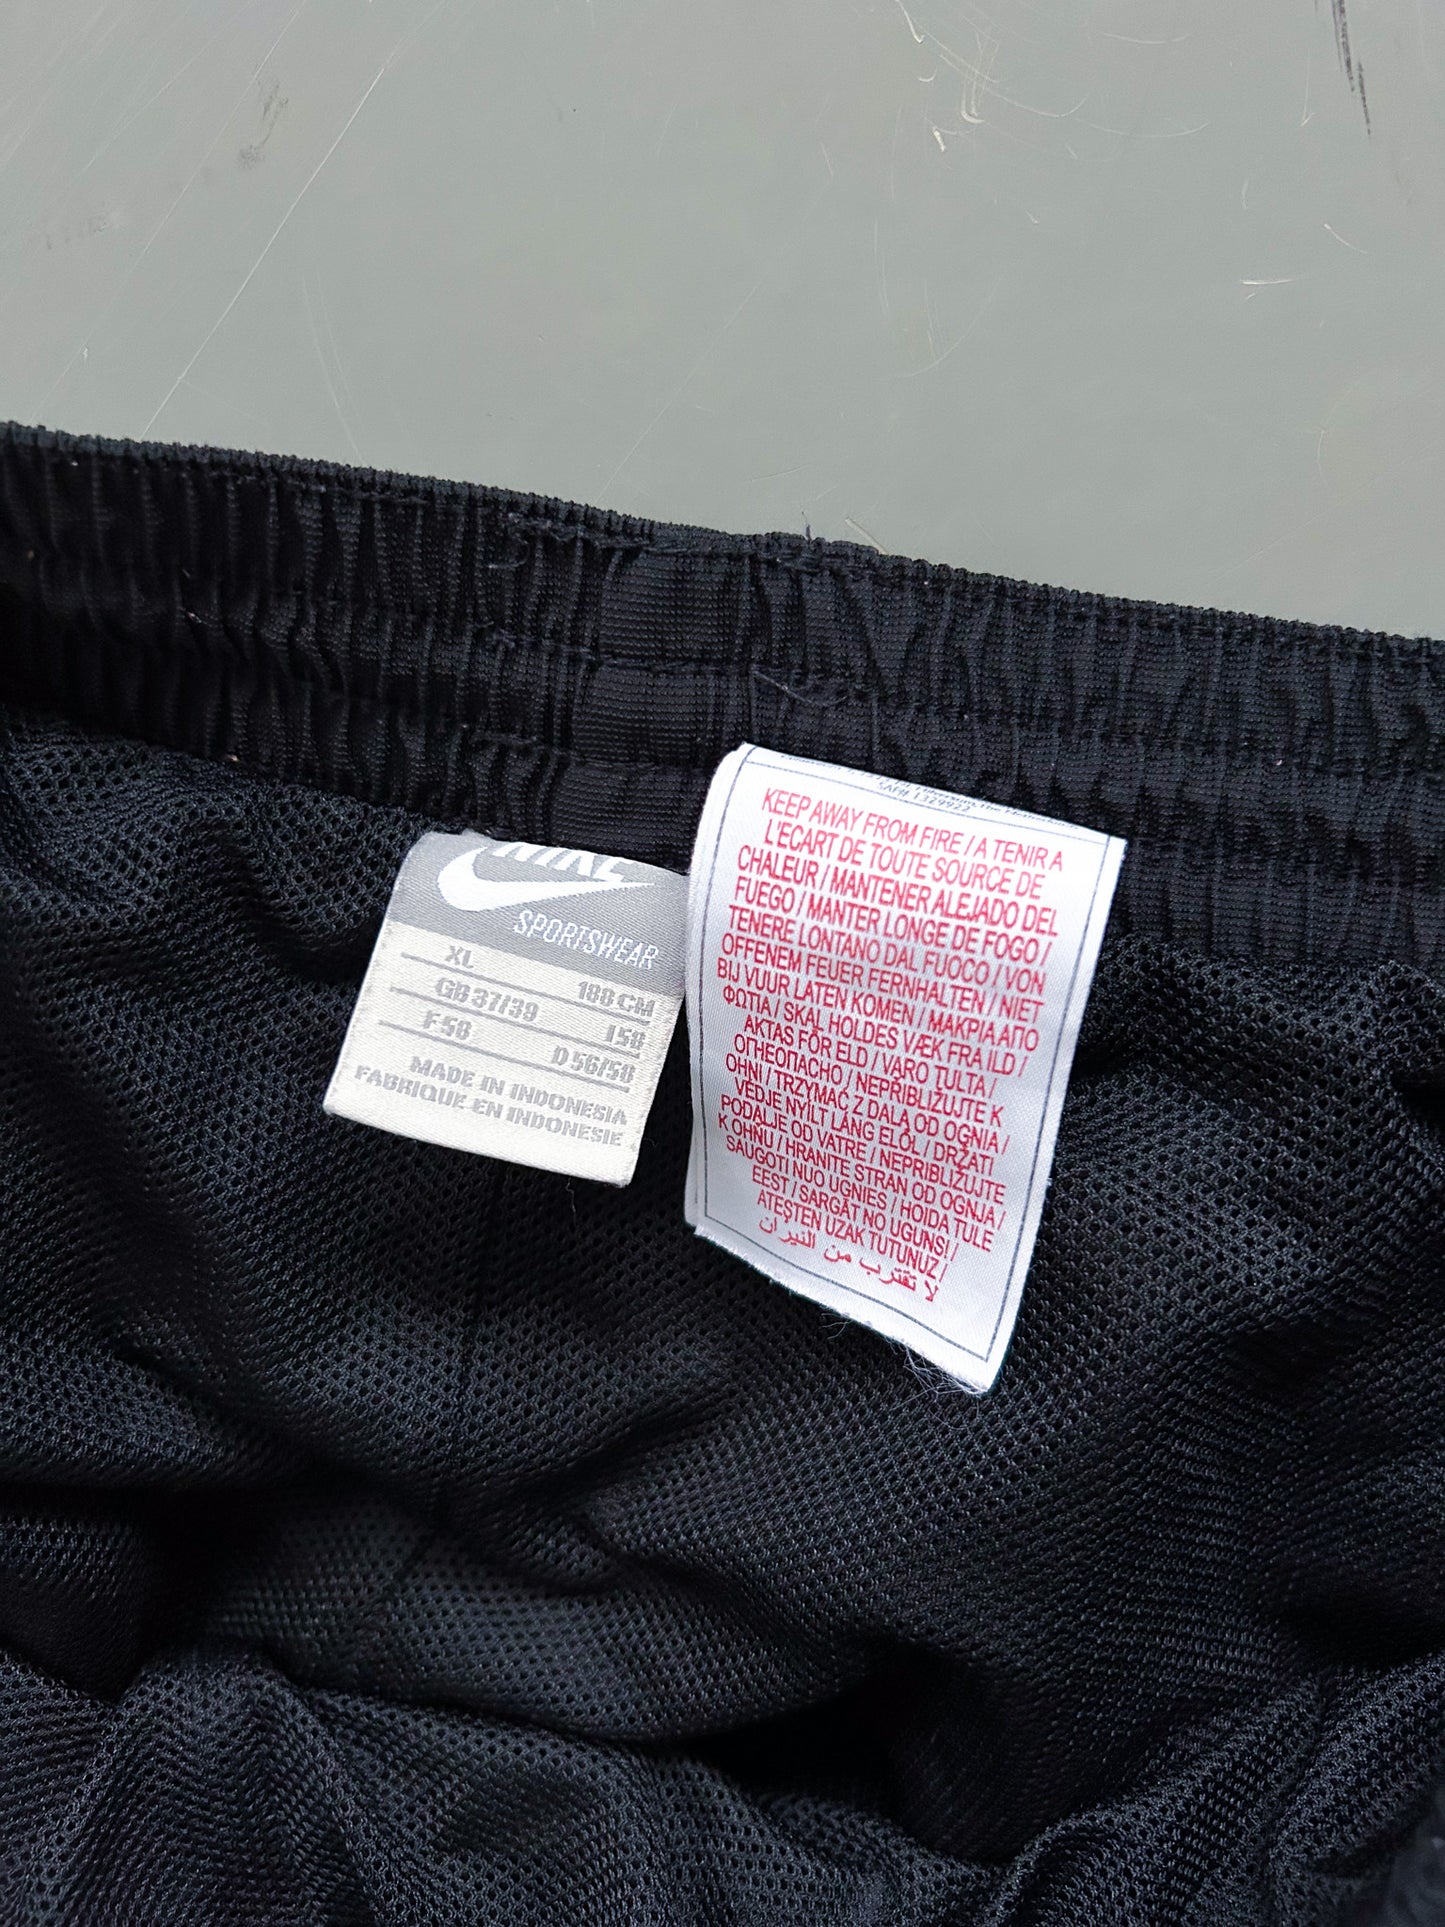 NIKE
SPORTSWEAR
XL 188 CM
GB 37/39 I 58
F 58 D 56/58
MADE IN INDONESIA
FABRIQUE EN INDONESIE
KEEP AWAY FROM FIRE / A TENIR A
L'ECART DE TOUTE SOURCE DE
CHALEUR / MANTENER ALEJADO DEL
FUEGO / MANTER LONGE DE FOGO /
TENERE LONTANO DAL FUOCO / VON
OFFENEM FEUER FERNHALTEN / NIET
BIJ VUUR LATEN KOMEN / ΜΑΚΡΙΑ ΑΠΟ
ΦΩΤΙΑ / SKAL HOLDES VÆK FRA ILD /
AKTAS FÖR ELD / VARO TULTA /
ОГНЕОПАСНО / NEPŘIBLIŽUJTE K
OHNI / TRZYMAĆ Z DALA OD OGNIA /
VÉDJE NYÍLT LÁNG ELŐL / DRŽATI
PODALJE OD VATRE / NEPRIBLIŽUJTE
K OHŇU / HRANITE STRAN OD OGNJA /
SAUGOTI NUO UGNIES / HOIDA TULE
EEST / SARGĀT NO UGUNS! /
ATEŞTEN UZAK TUTUNUZ /
لا تقترب من النيران